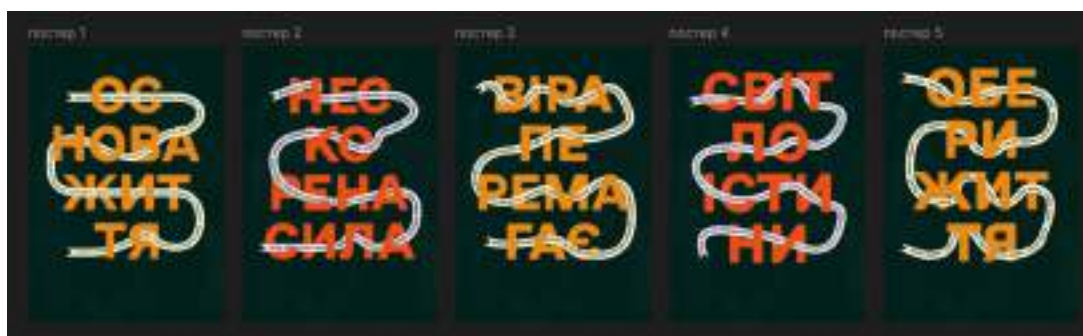 постер 1
ОС
НОВА
ЖИТ
ТЯ
постер 2
НЕС
КО
РЕНА
СИЛА
постер 3
ВІРА
ПЕ
РЕМА
ГАЄ
постер 4
СВІТ
ЛО
ІСТИ
НИ
постер 5
ОБЕ
РИ
ЖИТ
ТЯ